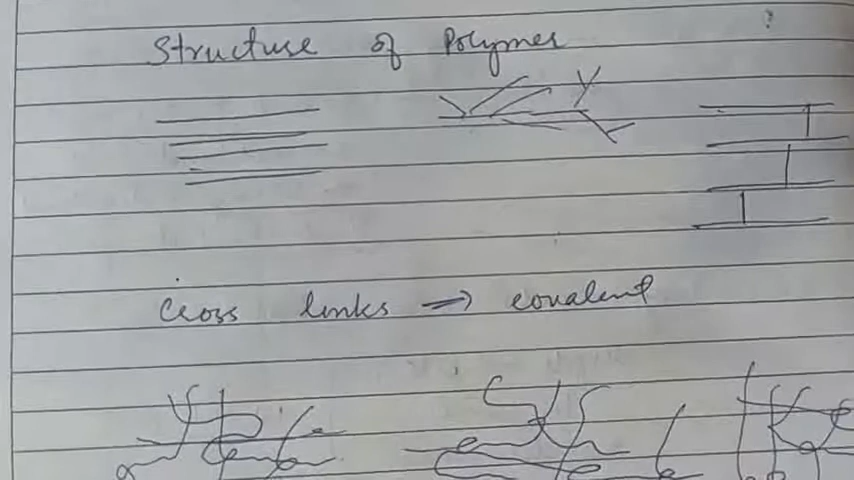 Structure of Polymer
?
Cross links → covalent